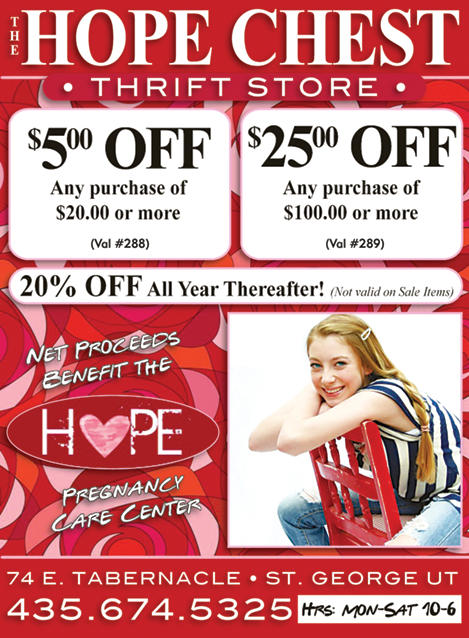 THE HOPE CHEST
• THRIFT STORE •
$5.00 OFF
Any purchase of
$20.00 or more
(Val #288)
$25.00 OFF
Any purchase of
$100.00 or more
(Val #289)
20% OFF All Year Thereafter! (Not valid on Sale Items)
NET PROCEEDS
BENEFIT THE
HOPE
PREGNANCY
CARE CENTER
74 E. TABERNACLE • ST. GEORGE UT
435.674.5325 HRS: MON-SAT 10-6